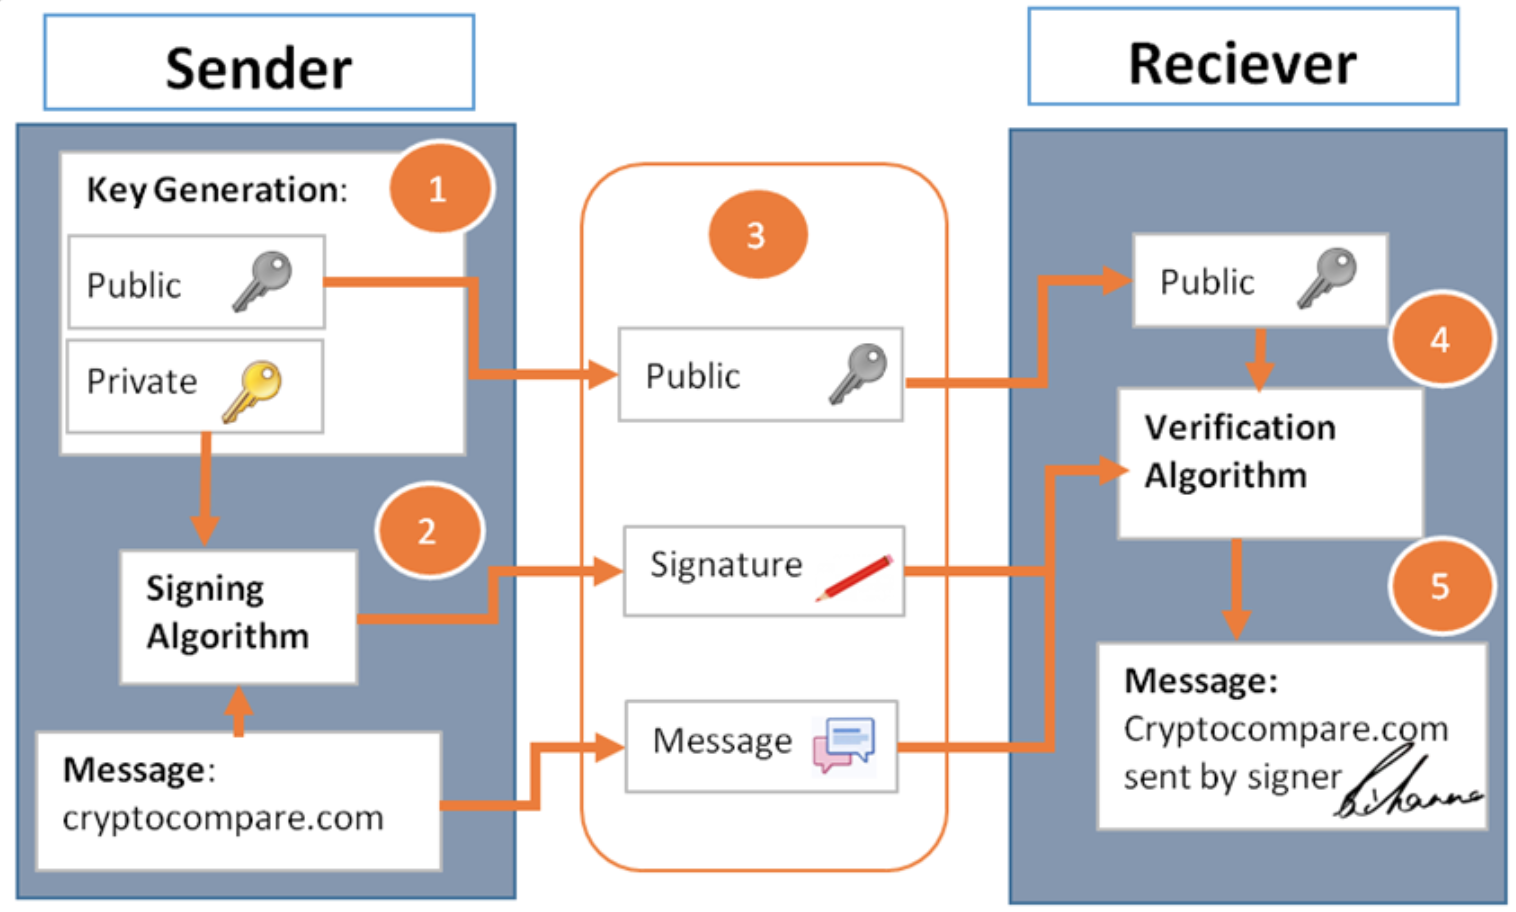 Sender
Reciever
Key Generation:
1
Public
Private
2
Signing
Algorithm
Message:
cryptocompare.com
3
Public
Signature
Message
Public
4
Verification
Algorithm
5
Message:
Cryptocompare.com
sent by signer Rihanna